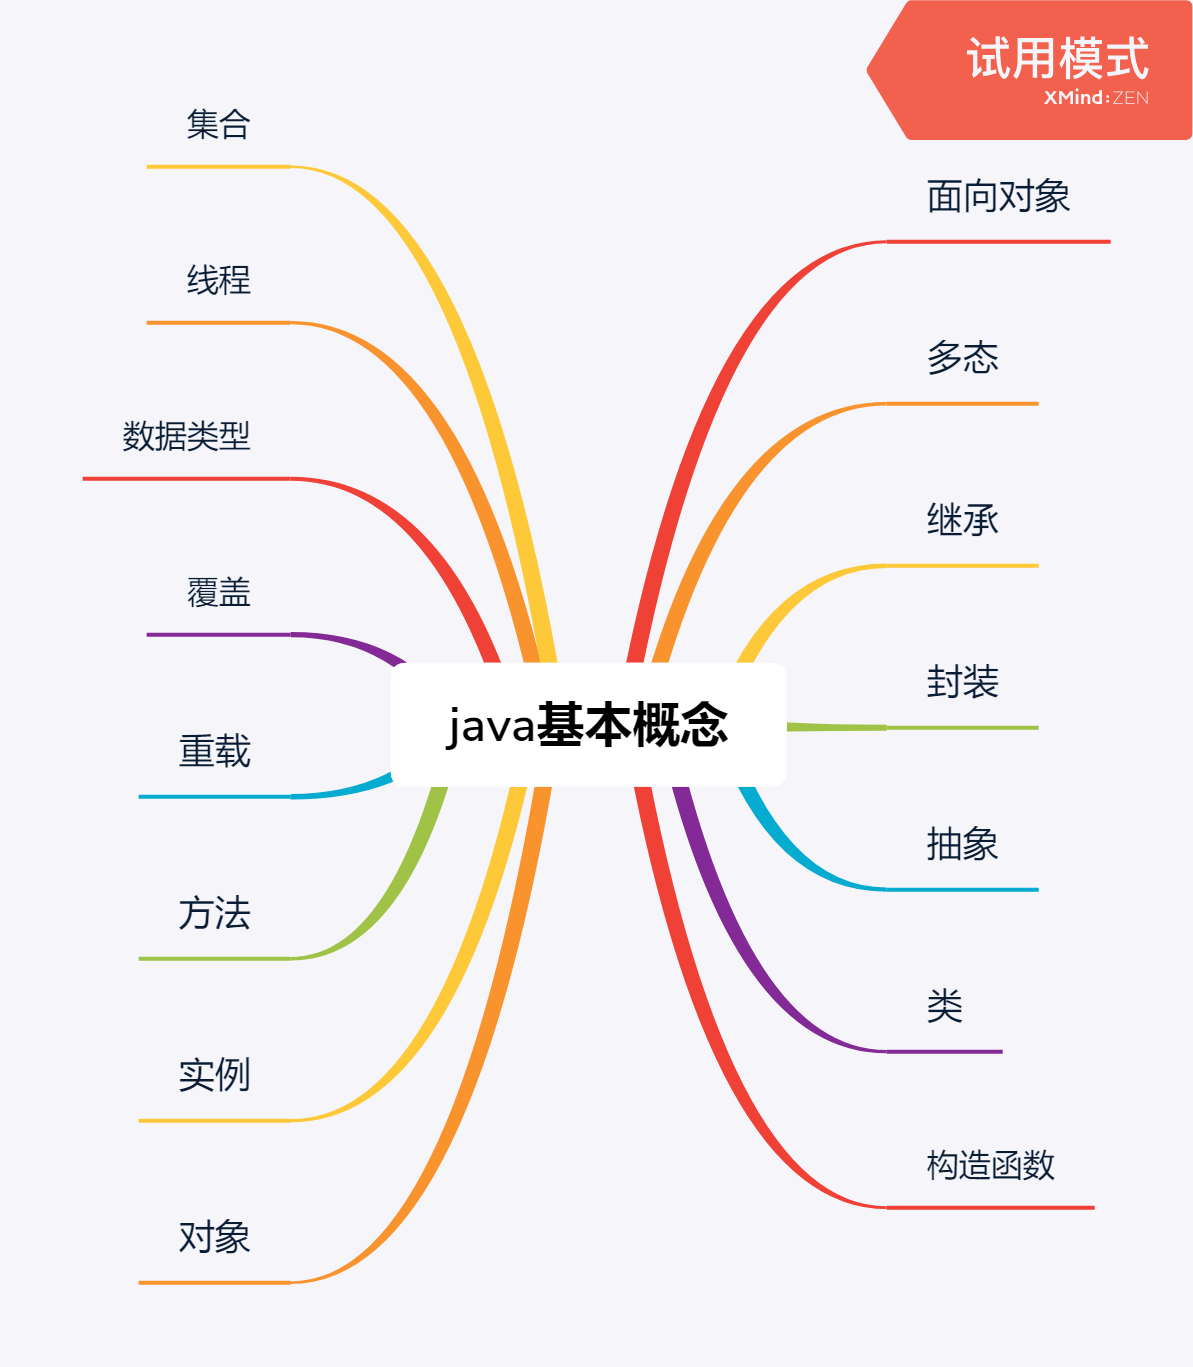 试用模式
XMind:ZEN
java基本概念
面向对象
多态
继承
封装
抽象
类
构造函数
集合
线程
数据类型
覆盖
重载
方法
实例
对象